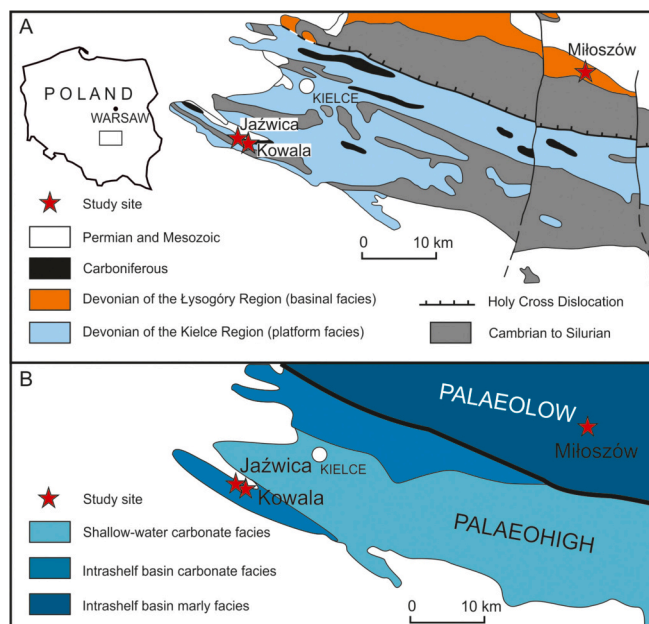 A
POLAND
WARSAW
Miłoszów
KIELCE
Jaźwica
Kowala
Study site
Permian and Mesozoic
Carboniferous
Devonian of the Łysogóry Region (basinal facies)
Devonian of the Kielce Region (platform facies)
0 10 km
Holy Cross Dislocation
Cambrian to Silurian
B
PALAEOLOW
Miłoszów
Jaźwica
KIELCE
Kowala
PALAEOHIGH
Study site
Shallow-water carbonate facies
Intrashelf basin carbonate facies
Intrashelf basin marly facies
0 10 km